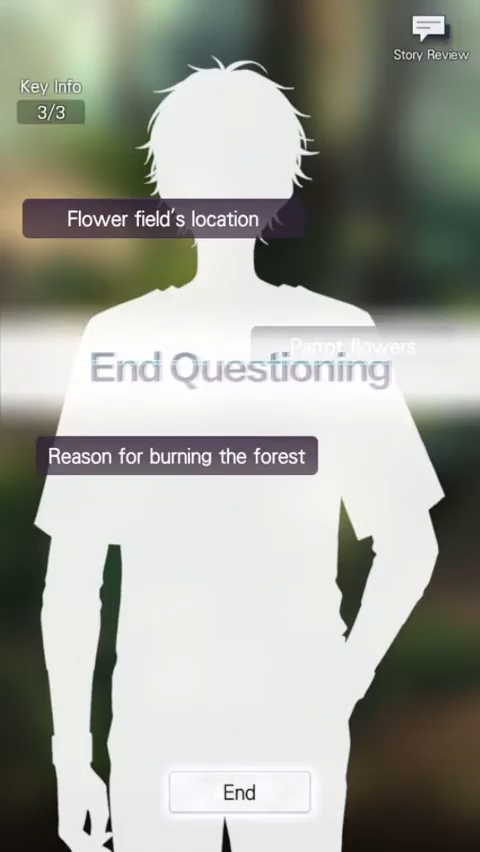 Story Review
Key Info
3/3
Flower field's location
Parrot flowers
End Questioning
Reason for burning the forest
End